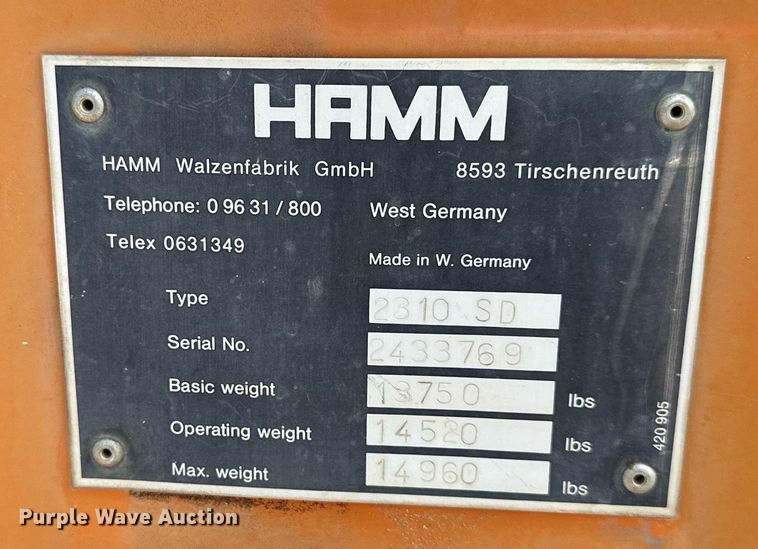 HAMM
HAMM Walzenfabrik GmbH 8593 Tirschenreuth
Telephone: 0 96 31 / 800 West Germany
Telex 0631349
Made in W. Germany
Type 2310 SD
Serial No. 2433769
Basic weight 13750 lbs
Operating weight 14520 lbs
Max. weight 14960 lbs
420 905
Purple Wave Auction